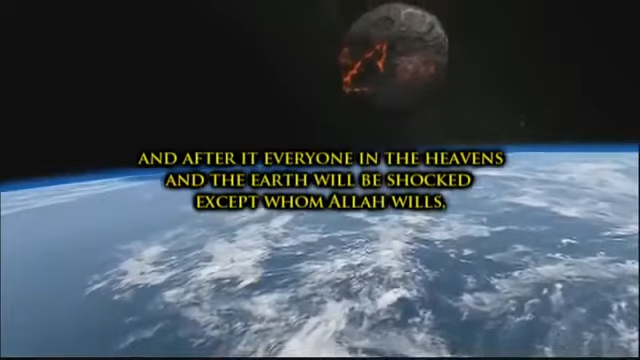 AND AFTER IT EVERYONE IN THE HEAVENS
AND THE EARTH WILL BE SHOCKED
EXCEPT WHOM ALLAH WILLS,